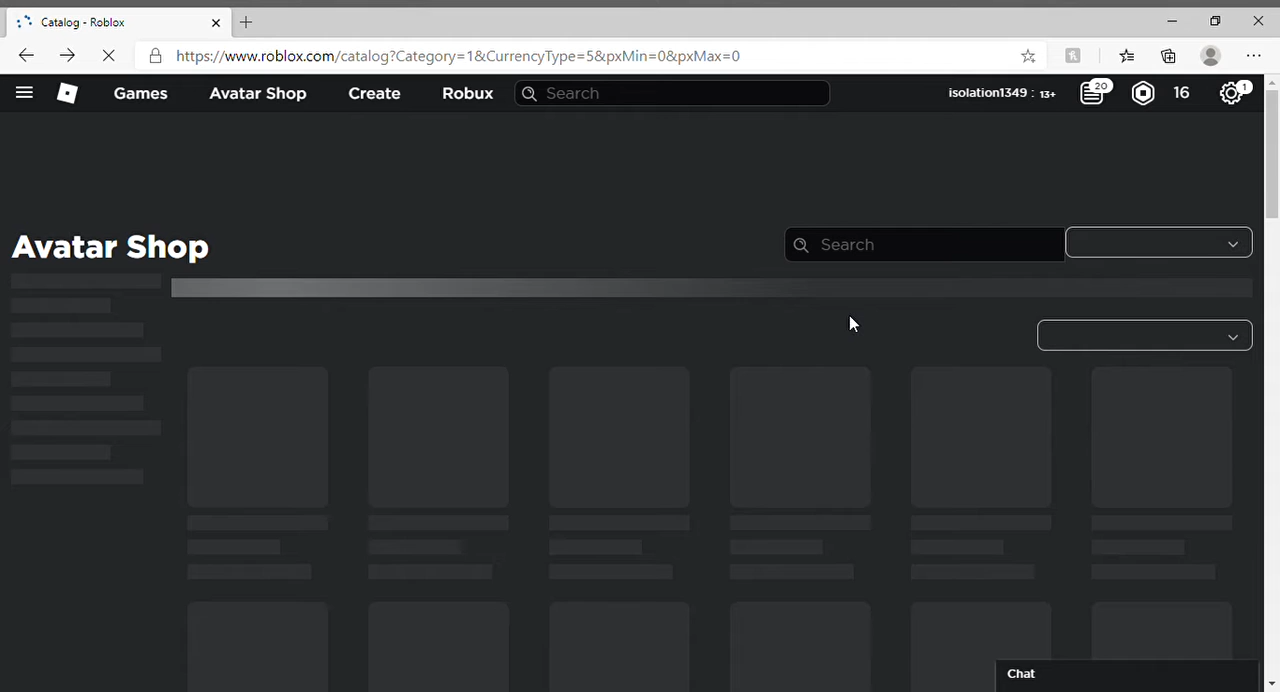 Catalog - Roblox
https://www.roblox.com/catalog?Category=1&CurrencyType=5&pxMin=0&pxMax=0
Games Avatar Shop Create Robux Search isolation1349 : 13+ 20 16 1
Avatar Shop Search
Chat